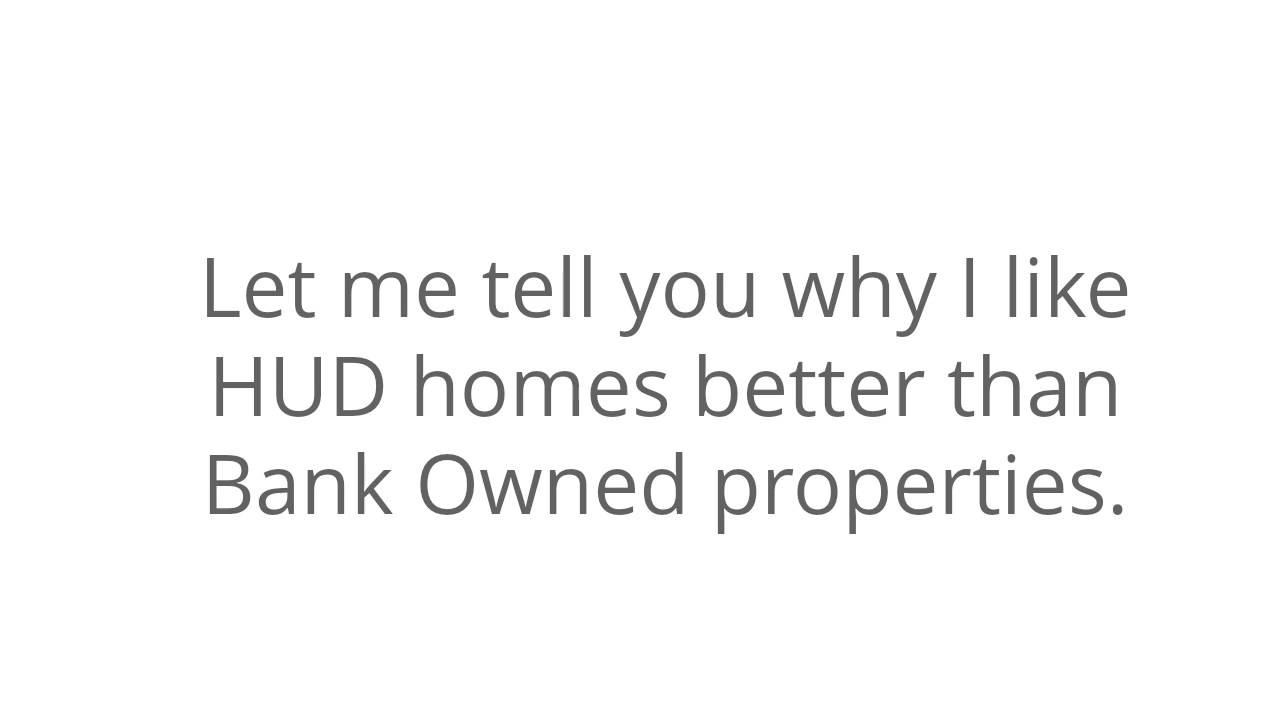 Let me tell you why I like
HUD homes better than
Bank Owned properties.